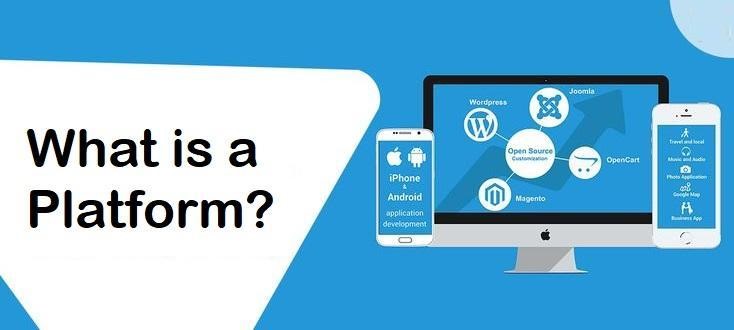 What is a
Platform?
iPhone
&
Android
application
development
Wordpress
Joomla
Open Source
Customization
OpenCart
Magento
Travel and local
Music and Audio
Photo Application
Google Map
Business App